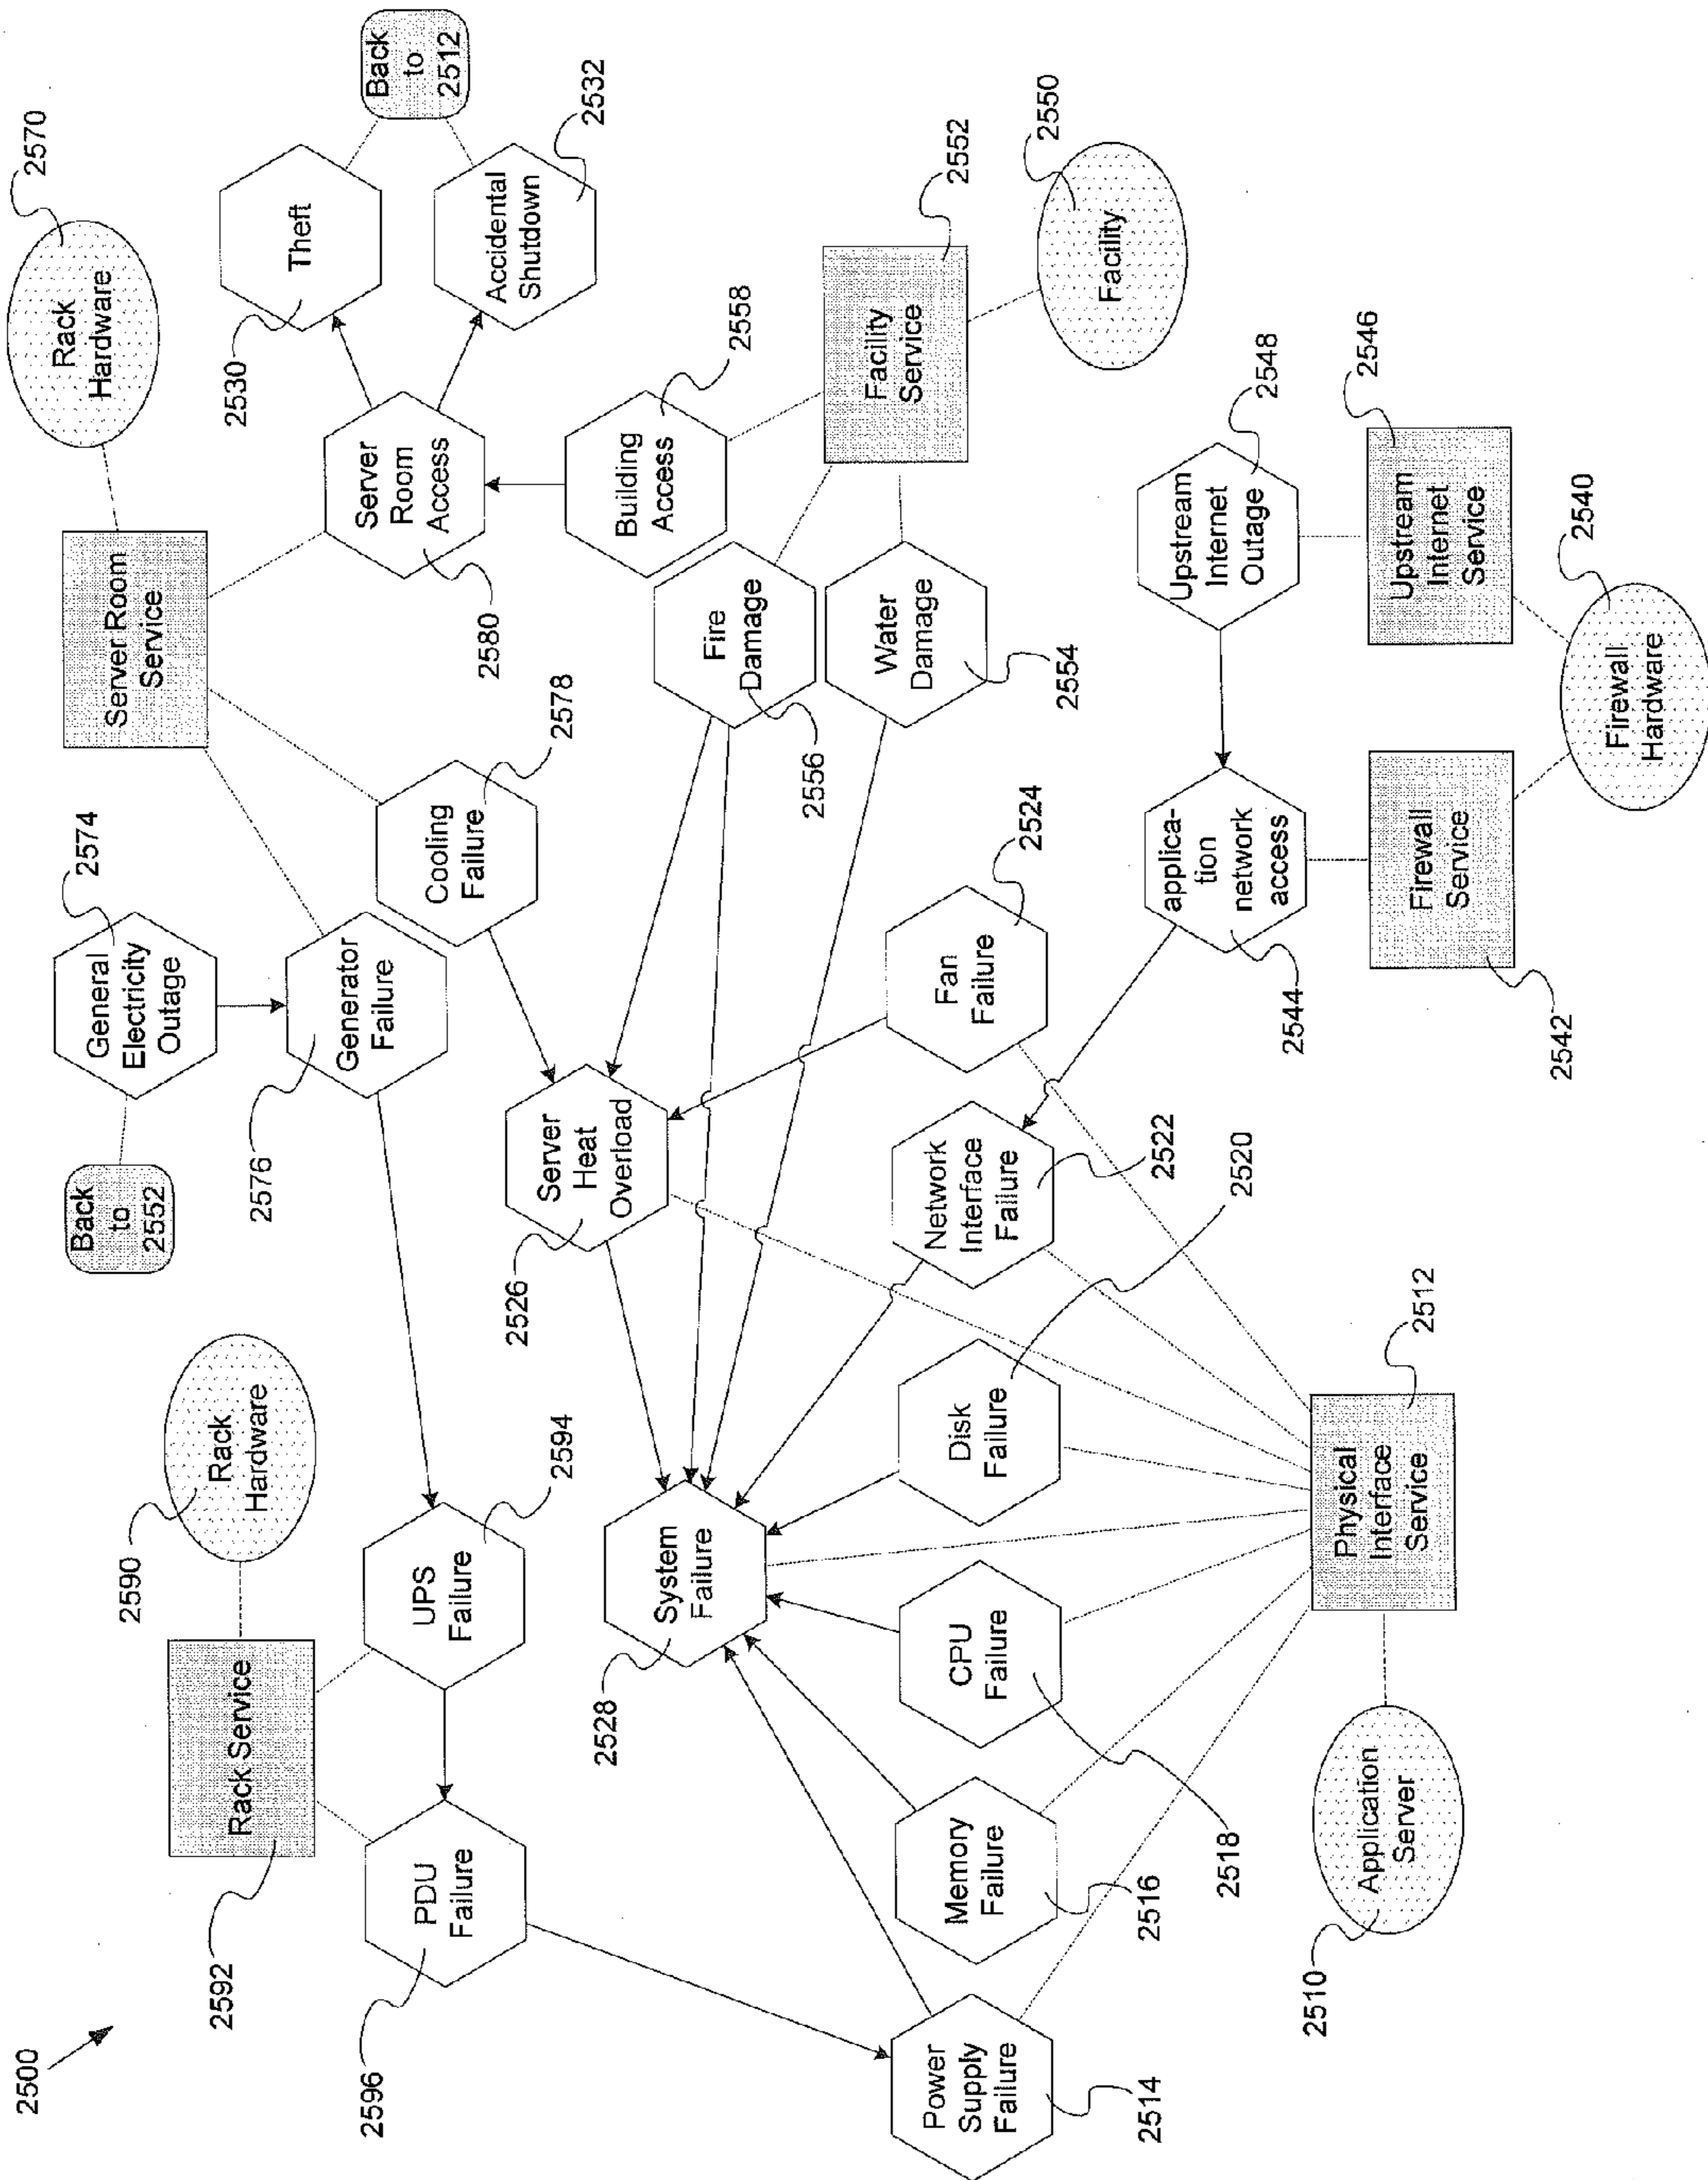 2500
2592
2590
Rack Service
Rack
Hardware
Back
to
2552
2574
General
Electricity
Outage
Server Room
Service
Rack
Hardware
2570
2596
PDU
Failure
UPS
Failure
2594
2576
Generator
Failure
2530
Theft
Back
to
2512
Cooling
Failure
2578
Server
Room
Access
2580
Accidental
Shutdown
2532
2526
Server
Heat
Overload
2528
System
Failure
Building
Access
2558
Fire
Damage
2556
Water
Damage
2554
Facility
Service
2552
Facility
2550
Power
Supply
Failure
2514
Memory
Failure
2516
CPU
Failure
2518
Disk
Failure
2520
Network
Interface
Failure
2522
Fan
Failure
2524
2510
Application
Server
Physical
Interface
Service
2512
applica-
tion
network
access
2544
Upstream
Internet
Outage
2548
2542
Firewall
Service
Upstream
Internet
Service
2546
Firewall
Hardware
2540